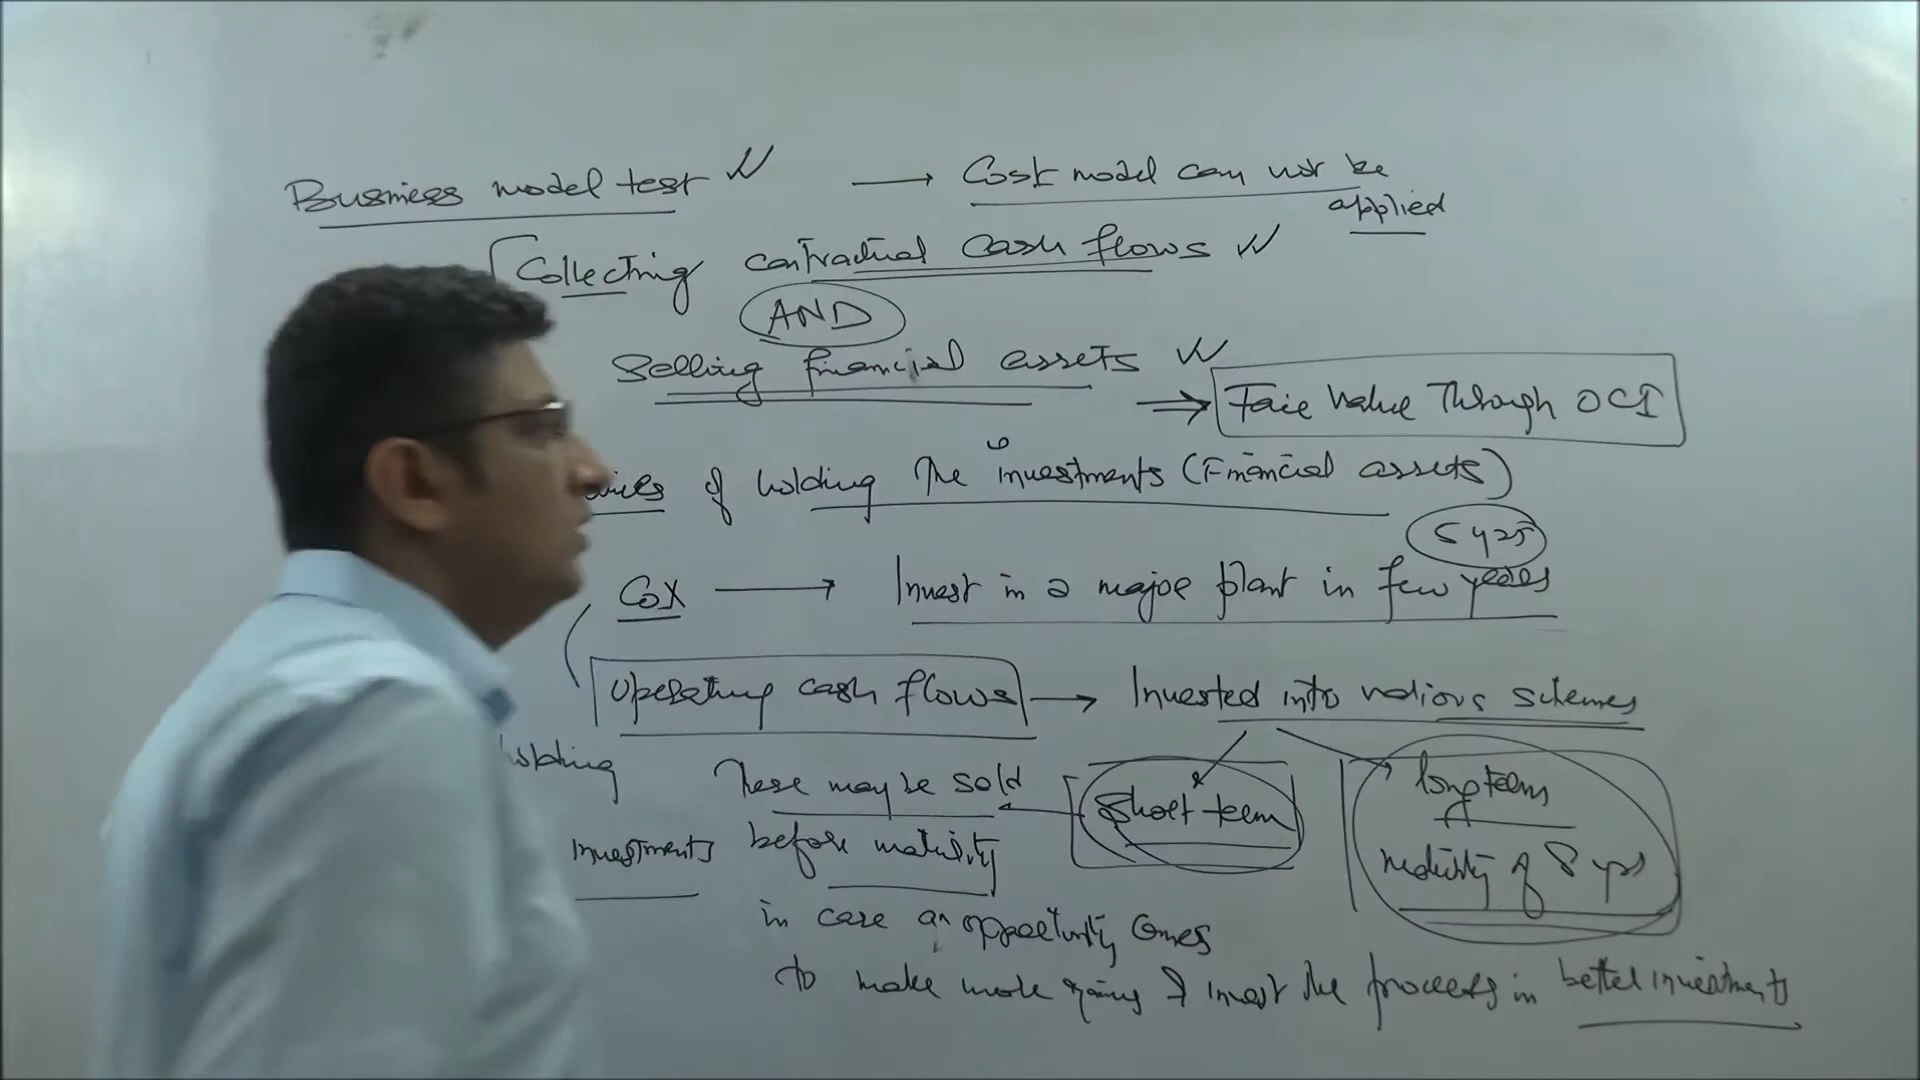 Business model test → Cost model can not be
applied
Collecting contractual cash flows
AND
Selling financial assets
⇒ Fair Value Through OCI
of holding the investments (Financial assets)
5 yrs
Co X → Invest in a major plant in few years
Operating cash flows → Invested into various schemes
holding These may be sold ← Short term
long term
investments before maturity
maturity of 8 yrs
in case an opportunity comes
to make more gains & invest the process in better investments